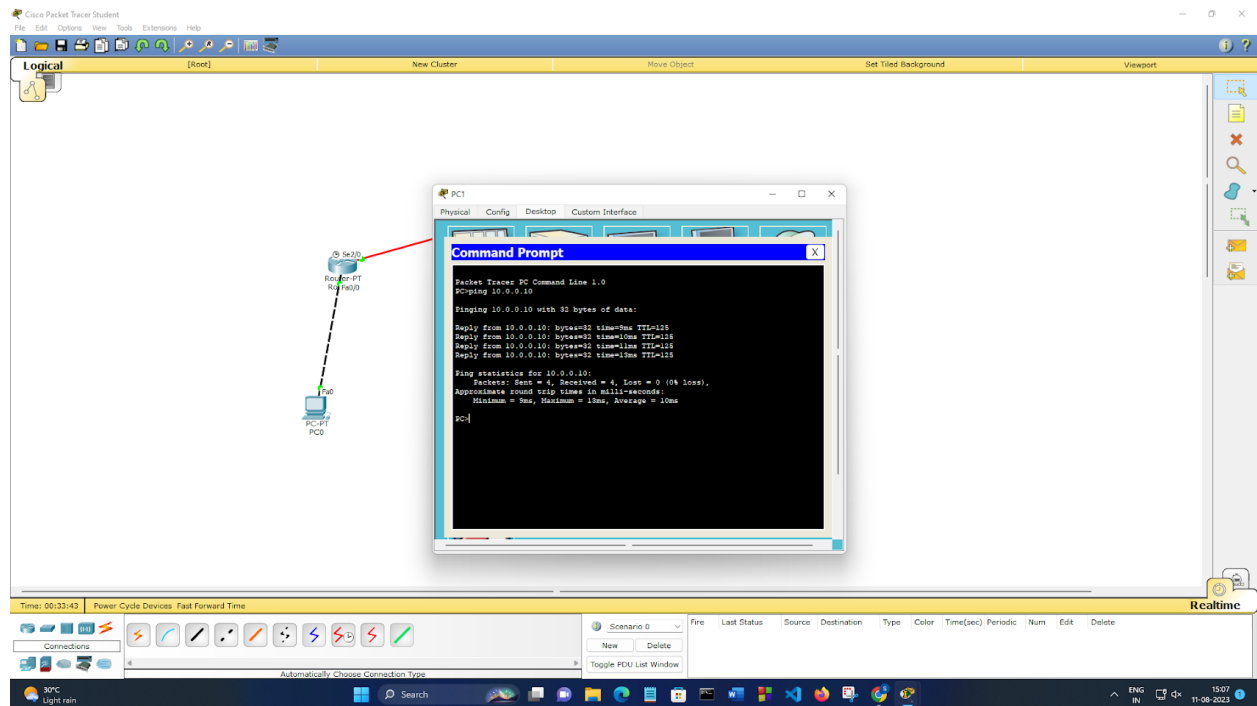 Cisco Packet Tracer Student
File Edit Options View Tools Extensions Help
Logical [Root] New Cluster Move Object Set Tiled Background Viewport
PC1
Physical Config Desktop Custom Interface
Command Prompt X
Packet Tracer PC Command Line 1.0
PC>ping 10.0.0.10
Pinging 10.0.0.10 with 32 bytes of data:
Reply from 10.0.0.10: bytes=32 time=9ms TTL=125
Reply from 10.0.0.10: bytes=32 time=10ms TTL=125
Reply from 10.0.0.10: bytes=32 time=11ms TTL=125
Reply from 10.0.0.10: bytes=32 time=13ms TTL=125
Ping statistics for 10.0.0.10:
Packets: Sent = 4, Received = 4, Lost = 0 (0% loss),
Approximate round trip times in milli-seconds:
Minimum = 9ms, Maximum = 13ms, Average = 10ms
PC>
Se2/0
Router-PT
Ro Fa0/0
Fa0
PC-PT
PC0
Time: 00:33:43 Power Cycle Devices Fast Forward Time Realtime
Scenario 0 Fire Last Status Source Destination Type Color Time(sec) Periodic Num Edit Delete
Connections New Delete
Toggle PDU List Window
Automatically Choose Connection Type
30°C
Light rain
Search
ENG
IN
15:07
11-08-2023